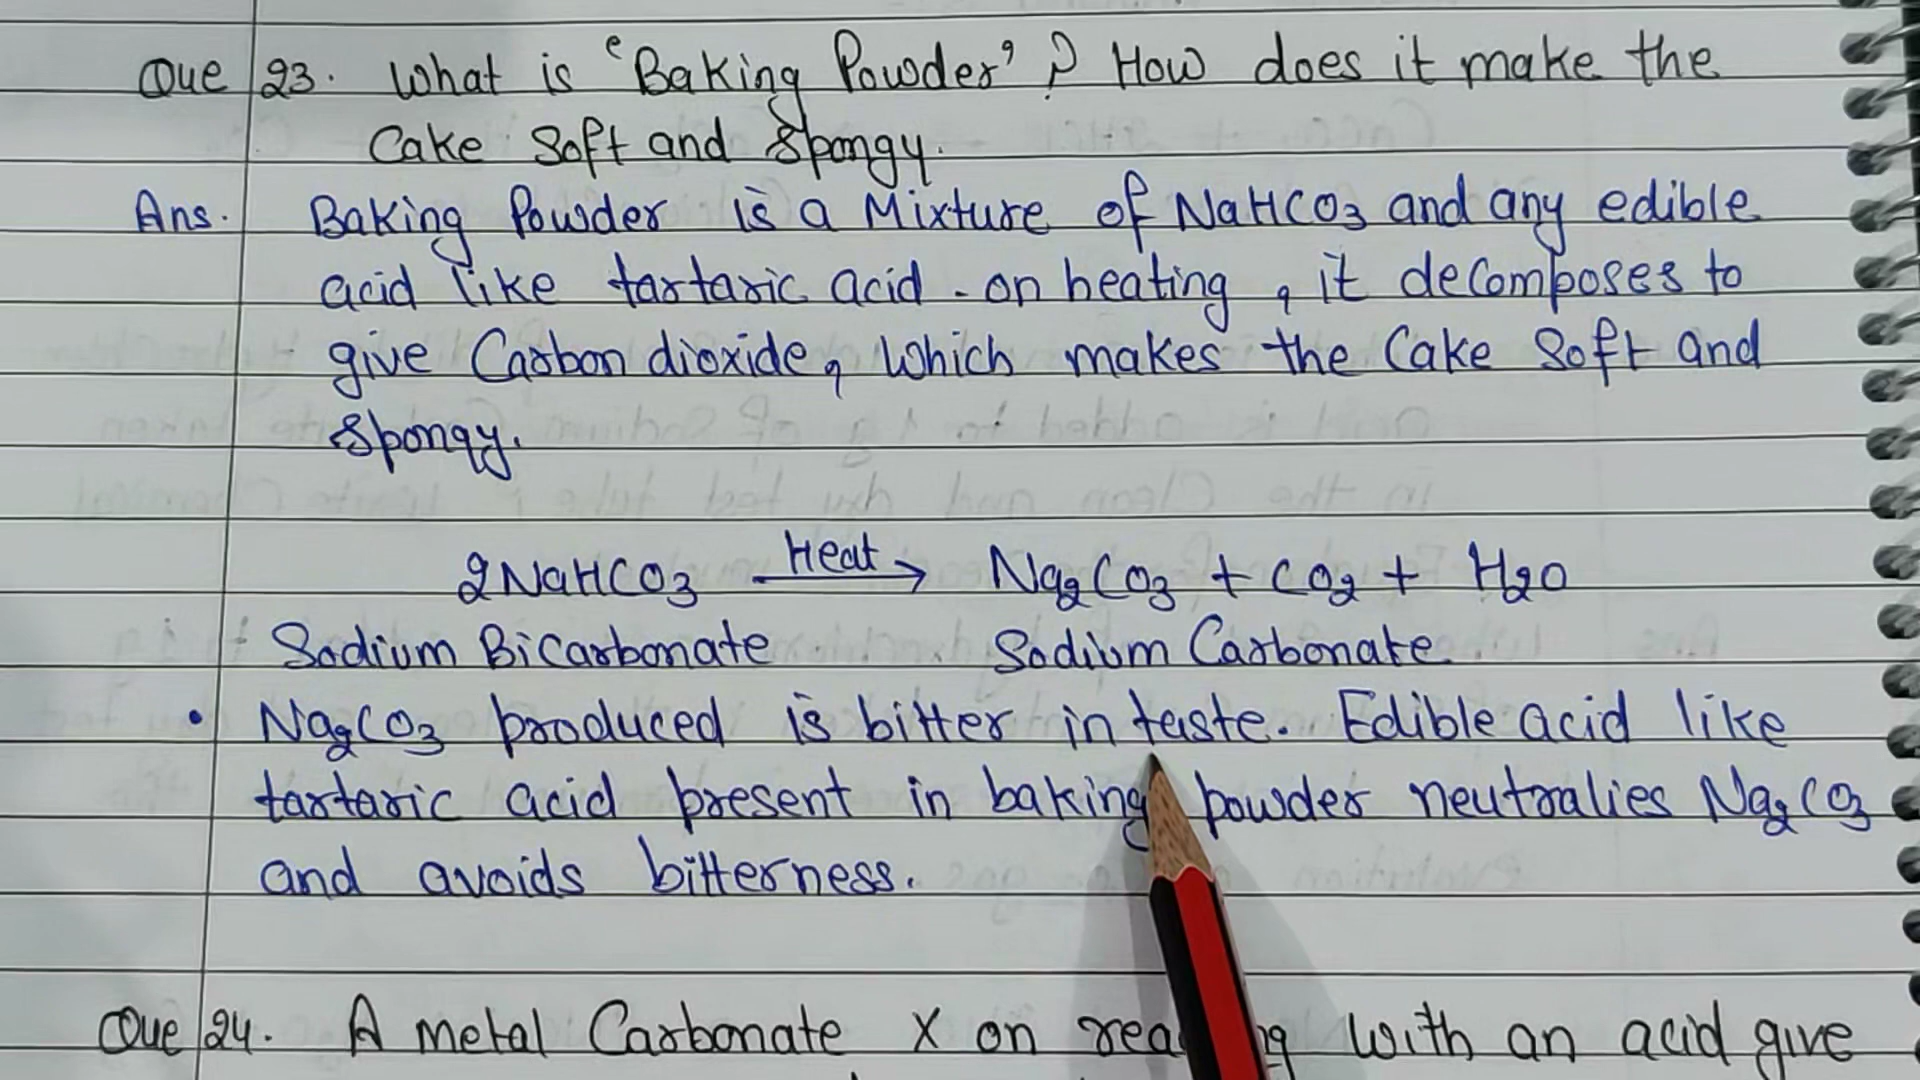 Que 23. What is 'Baking Powder'? How does it make the
Cake Soft and Spongy.
Ans. Baking Powder is a Mixture of NaHCO3 and any edible
acid like tartaric acid. on heating, it decomposes to
give Carbon dioxide, Which makes the Cake Soft and
Spongy.
2NaHCO3 Heat → Na2CO3 + CO2 + H2O
Sodium Bicarbonate Sodium Carbonate
• Na2CO3 produced is bitter in taste. Edible acid like
tartaric acid present in baking powder neutralies Na2CO3
and avoids bitterness.
Que 24. A metal Carbonate X on with an acid give